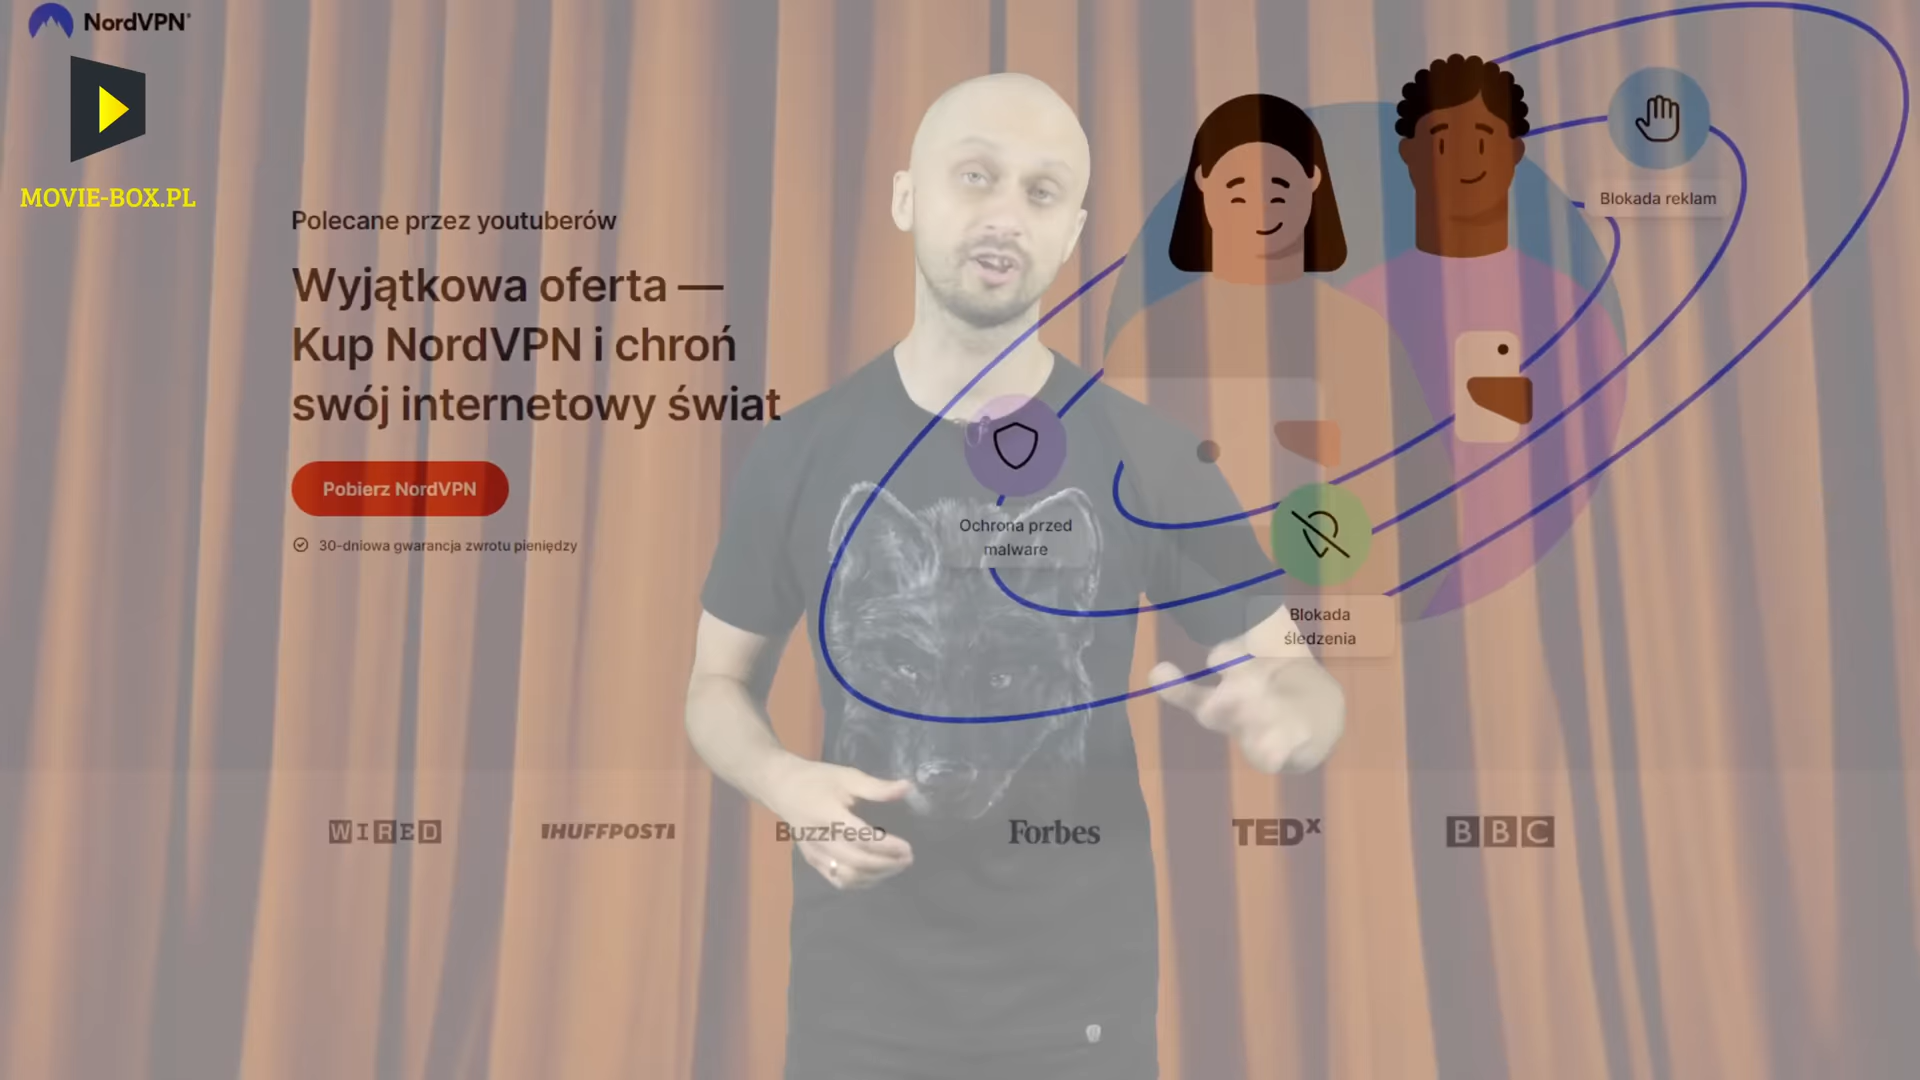 NordVPN®
MOVIE-BOX.PL
Polecane przez youtuberów
Wyjątkowa oferta —
Kup NordVPN i chroń
swój internetowy świat
Pobierz NordVPN
30-dniowa gwarancja zwrotu pieniędzy
Blokada reklam
Ochrona przed
malware
Blokada
śledzenia
WIRED
IHUFFPOSTI
BuzzFeeD
Forbes
TEDx
BBC